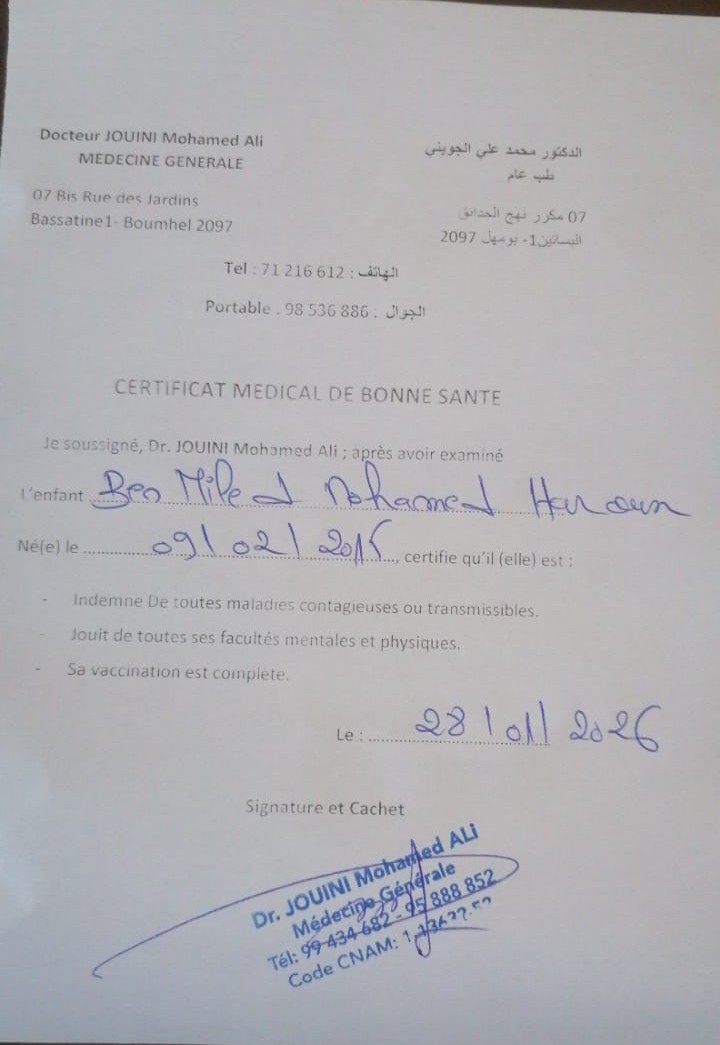 Docteur JOUINI Mohamed Ali
MEDECINE GENERALE
07 Bis Rue des Jardins
Bassatine1- Boumhel 2097
الدكتور محمد علي الجويني
طب عام
07 مكرر نهج الحدائق
البساتين1- بومهل 2097
Tel : 71 216 612 : الهاتف
Portable . 98 536 886 . الجوال
CERTIFICAT MEDICAL DE BONNE SANTE
Je soussigné, Dr. JOUINI Mohamed Ali ; après avoir examiné
L'enfant Ben Miled Mohamed Haroun
Né(e) le 09/02/2015, certifie qu'il (elle) est :
- Indemne De toutes maladies contagieuses ou transmissibles.
- Jouit de toutes ses facultés mentales et physiques.
- Sa vaccination est complète.
Le : 28/01/2026
Signature et Cachet
Dr. JOUINI Mohamed ALi
Médecine Générale
Tél: 99 434 682 - 95 888 852
Code CNAM: